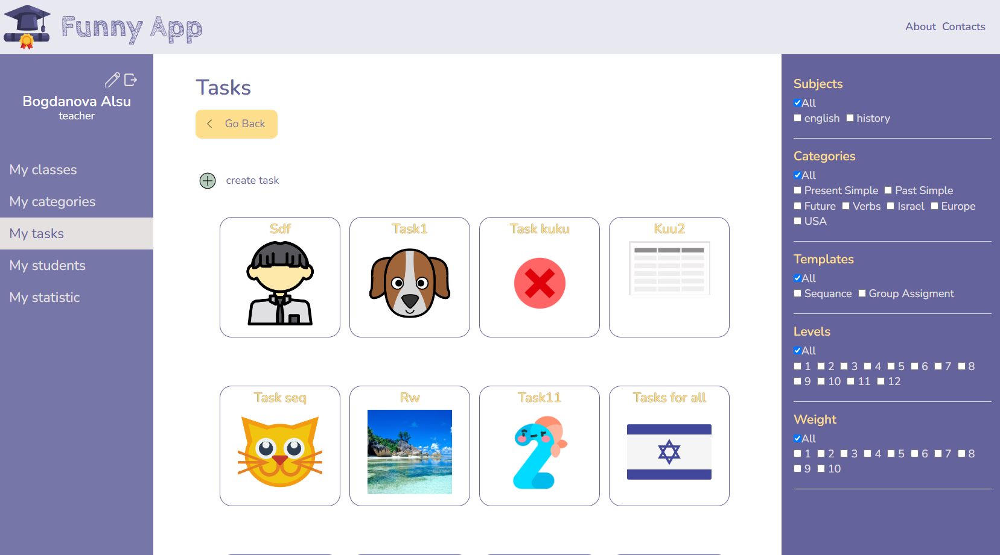 Funny App
About Contacts
Bogdanova Alsu
teacher
My classes
My categories
My tasks
My students
My statistic
Tasks
Go Back
create task
Sdf
Task1
Task kuku
Kuu2
Task seq
Rw
Task11
Tasks for all
Subjects
All
english history
Categories
All
Present Simple Past Simple
Future Verbs Israel Europe
USA
Templates
All
Sequance Group Assigment
Levels
All
1 2 3 4 5 6 7 8
9 10 11 12
Weight
All
1 2 3 4 5 6 7 8
9 10